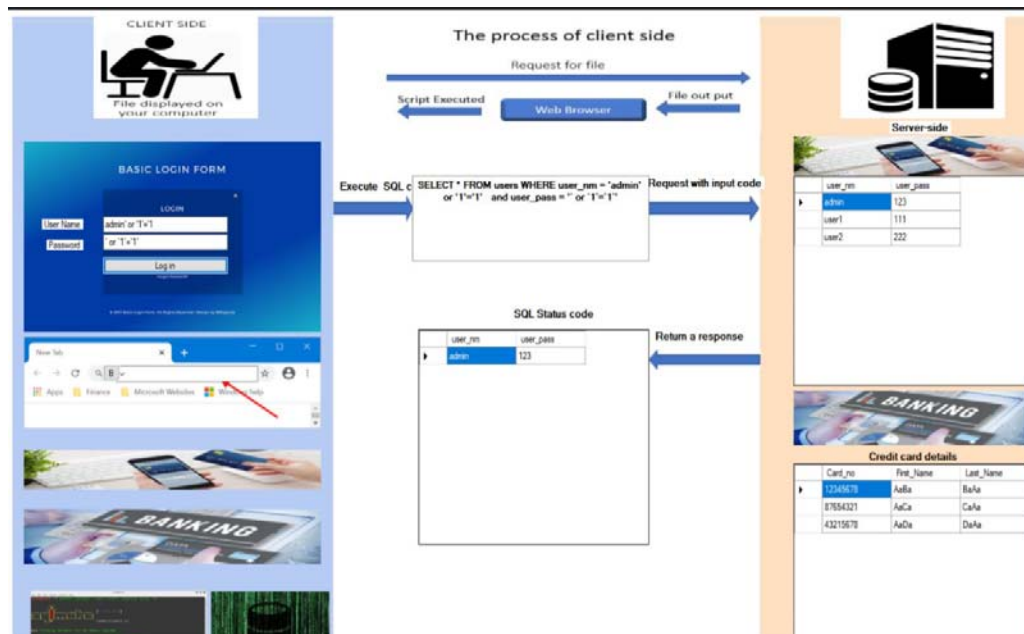 CLIENT SIDE
File displayed on
your computer
The process of client side
Request for file
Script Executed
Web Browser
File out put
Server-side
BASIC LOGIN FORM
LOGIN
User Name
admin' or '1'='1
Password
' or '1'='1'
Log in
Execute SQL c
SELECT * FROM users WHERE user_nm = 'admin'
or '1'='1' and user_pass = '' or '1'='1'
Request with input code
user_nm user_pass
admin 123
user1 111
user2 222
New Tab
B
Apps Finance Microsoft Websites Windows help
SQL Status code
user_nm user_pass
admin 123
Return a response
BANKING
BANKING
Credit card details
Card_no First_Name Last_Name
12345678 AaBa BaAa
87654321 AaCa CaAa
43215678 AaDa DaAa